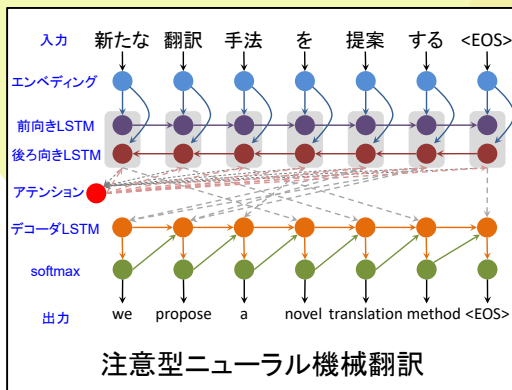 入力 新たな 翻訳 手法 を 提案 する <EOS>
エンベディング
前向きLSTM
後ろ向きLSTM
アテンション
デコーダLSTM
softmax
出力 we propose a novel translation method <EOS>
注意型ニューラル機械翻訳